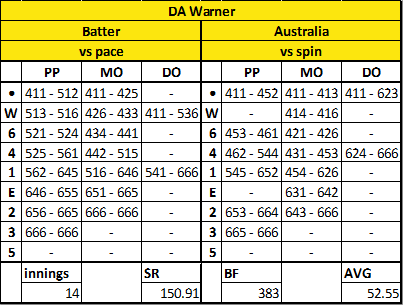 DA Warner
Batter Australia
vs pace vs spin
PP MO DO PP MO DO
• 411 - 512 411 - 425 - • 411 - 452 411 - 413 411 - 623
W 513 - 516 426 - 433 411 - 536 W - 414 - 416 -
6 521 - 524 434 - 441 - 6 453 - 461 421 - 426 -
4 525 - 561 442 - 515 - 4 462 - 544 431 - 453 624 - 666
1 562 - 645 516 - 646 541 - 666 1 545 - 652 454 - 626 -
E 646 - 655 651 - 665 - E - 631 - 642 -
2 656 - 665 666 - 666 - 2 653 - 664 643 - 666 -
3 666 - 666 - - 3 665 - 666 - -
5 - - - 5 - - -
innings SR BF AVG
14 150.91 383 52.55